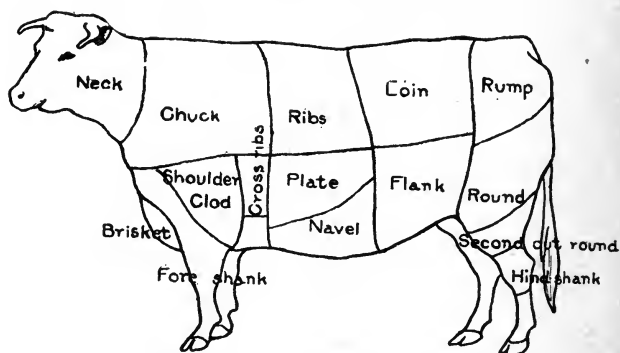 Neck
Chuck
Ribs
Loin
Rump
Shoulder
Clod
Cross ribs
Plate
Navel
Flank
Round
Brisket
Second cut round
Fore shank
Hind shank